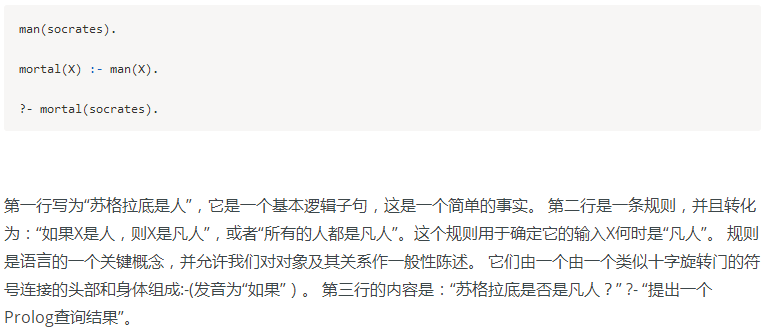 man(socrates).
mortal(X) :- man(X).
?- mortal(socrates).
第一行写为“苏格拉底是人”，它是一个基本逻辑子句，这是一个简单的事实。 第二行是一条规则，并且转化
为：“如果X是人，则X是凡人”，或者“所有的人都是凡人”。这个规则用于确定它的输入X何时是“凡人”。 规则
是语言的一个关键概念，并允许我们对对象及其关系作一般性陈述。 它们由一个由一个类似十字旋转门的符
号连接的头部和身体组成:-(发音为“如果”）。 第三行的内容是：“苏格拉底是否是凡人？” ?- “提出一个
Prolog查询结果”。